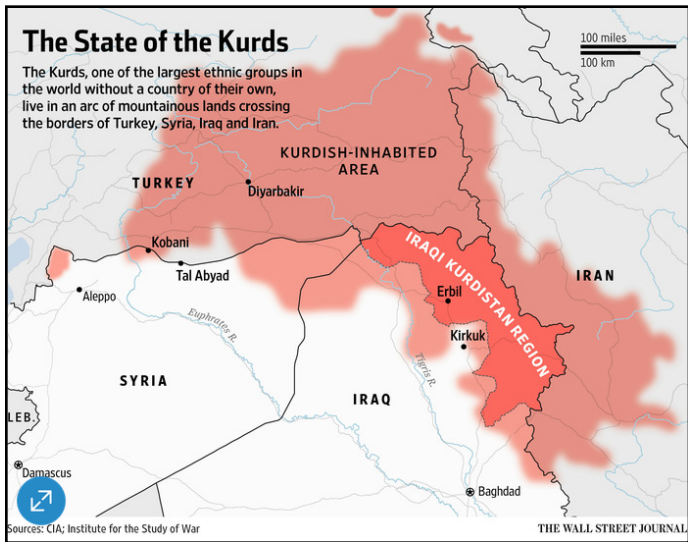 The State of the Kurds
The Kurds, one of the largest ethnic groups in
the world without a country of their own,
live in an arc of mountainous lands crossing
the borders of Turkey, Syria, Iraq and Iran.
100 miles
100 km
KURDISH-INHABITED
AREA
TURKEY
Diyarbakir
Kobani
Tal Abyad
Aleppo
Euphrates R.
IRAQI KURDISTAN REGION
IRAN
Erbil
Kirkuk
Tigris R.
SYRIA
IRAQ
LEB.
Damascus
Baghdad
Sources: CIA; Institute for the Study of War
THE WALL STREET JOURNAL